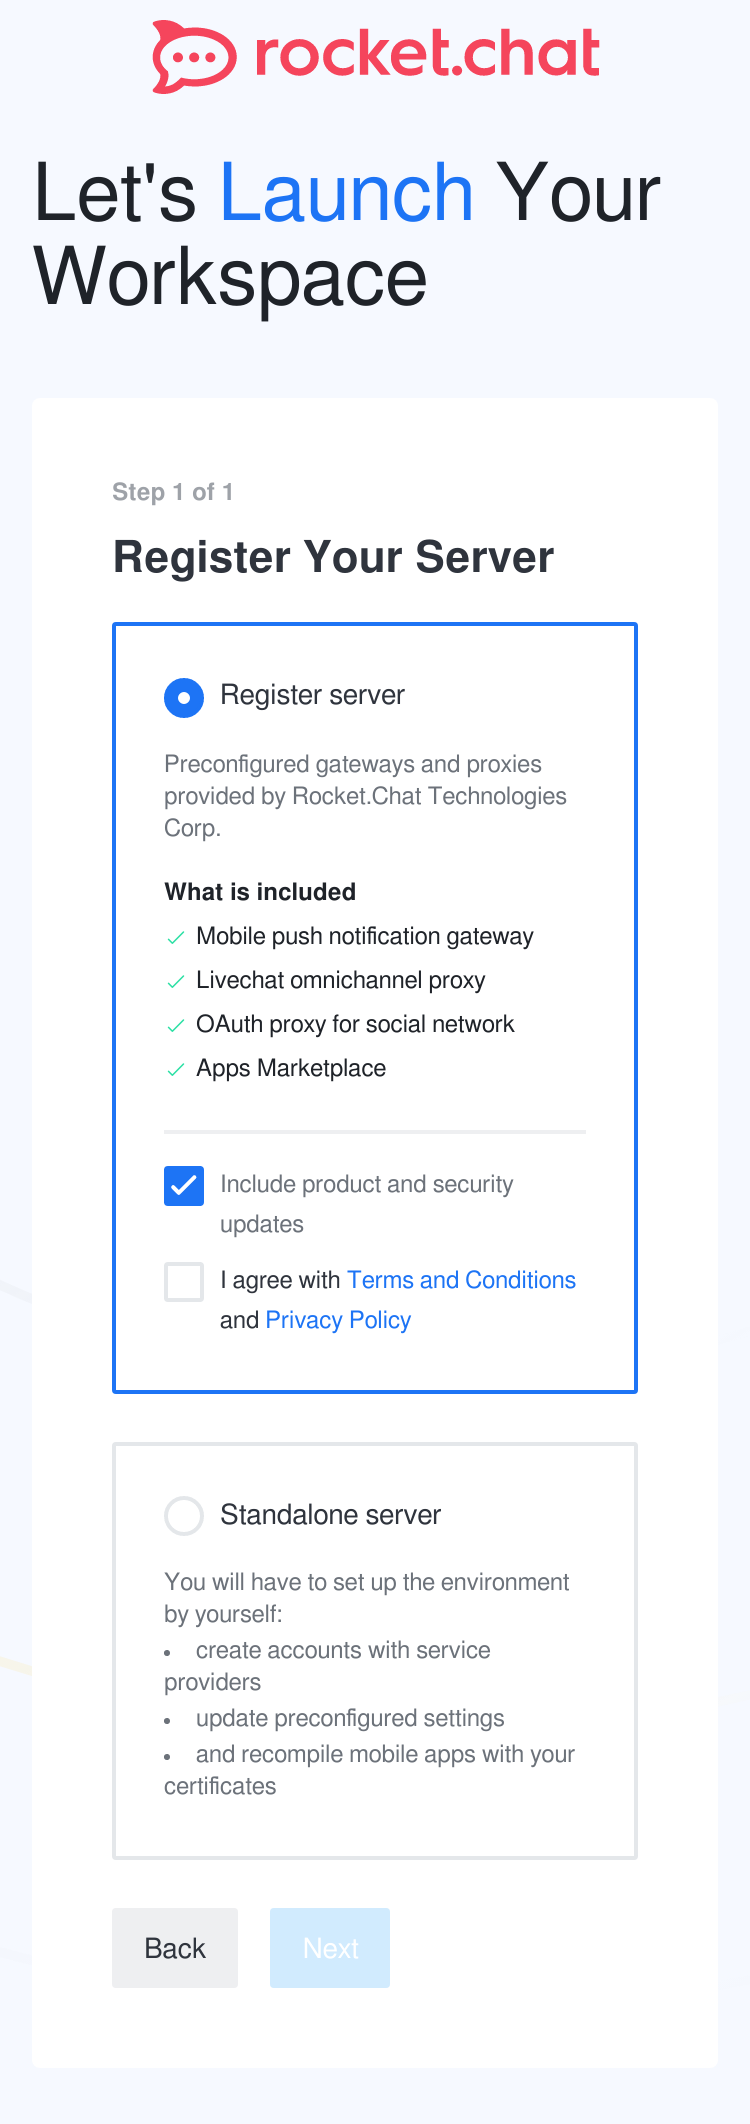 rocket.chat
Let's Launch Your
Workspace
Step 1 of 1
Register Your Server
Register server
Preconfigured gateways and proxies
provided by Rocket.Chat Technologies
Corp.
What is included
Mobile push notification gateway
Livechat omnichannel proxy
OAuth proxy for social network
Apps Marketplace
Include product and security
updates
I agree with Terms and Conditions
and Privacy Policy
Standalone server
You will have to set up the environment
by yourself:
• create accounts with service
providers
• update preconfigured settings
• and recompile mobile apps with your
certificates
Back Next